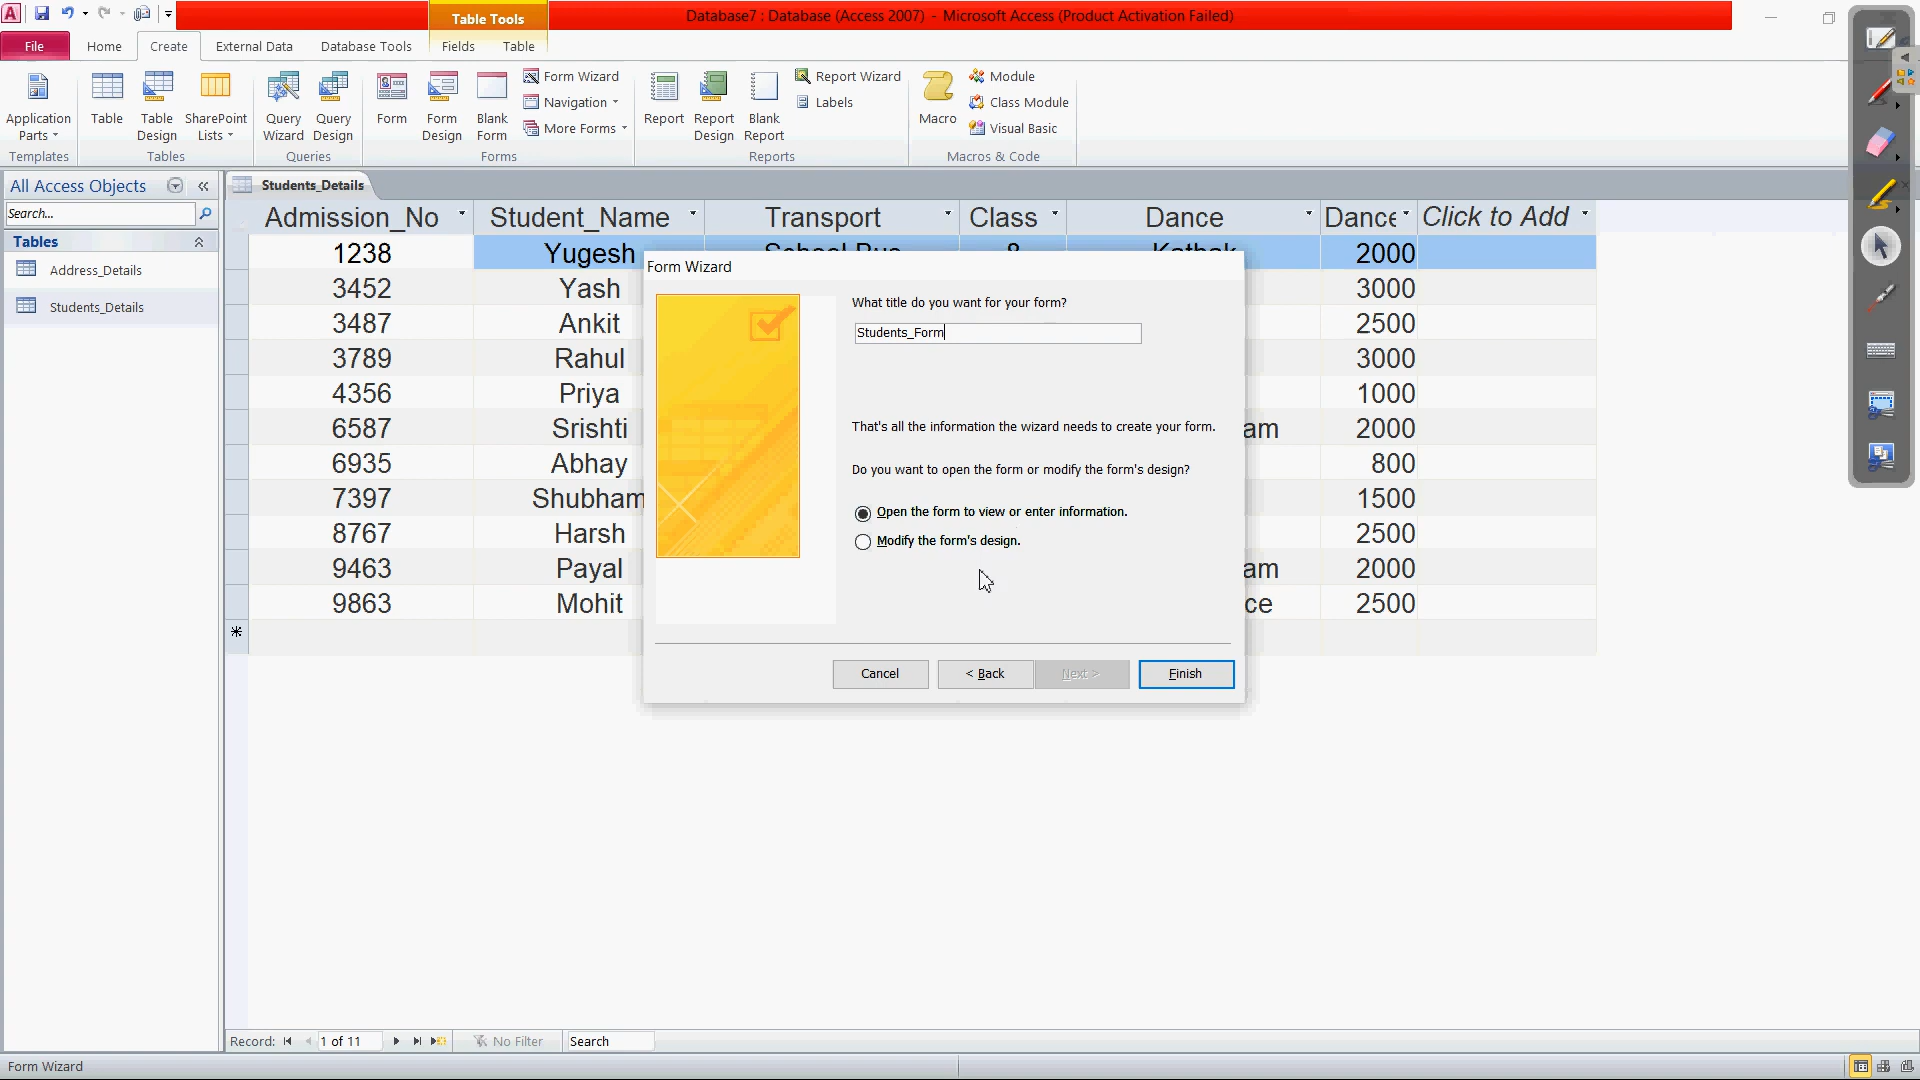 Table Tools
Database7 : Database (Access 2007) - Microsoft Access (Product Activation Failed)
File
Home
Create
External Data
Database Tools
Fields
Table
Application Parts
Table
Table Design
SharePoint Lists
Query Wizard
Query Design
Form
Form Design
Blank Form
Form Wizard
Navigation
More Forms
Report
Report Design
Blank Report
Report Wizard
Labels
Macro
Module
Class Module
Visual Basic
Templates
Tables
Queries
Forms
Reports
Macros & Code
All Access Objects
Search...
Tables
Address_Details
Students_Details
Students_Details
Admission_No Student_Name Transport Class Dance Dance Click to Add
1238 Yugesh School Bus 8 Kathak 2000
3452 Yash 3000
3487 Ankit 2500
3789 Rahul 3000
4356 Priya 1000
6587 Srishti am 2000
6935 Abhay 800
7397 Shubham 1500
8767 Harsh 2500
9463 Payal am 2000
9863 Mohit ce 2500
Form Wizard
What title do you want for your form?
Students_Form
That's all the information the wizard needs to create your form.
Do you want to open the form or modify the form's design?
Open the form to view or enter information.
Modify the form's design.
Cancel
< Back
Next >
Finish
Record: 1 of 11 No Filter Search
Form Wizard